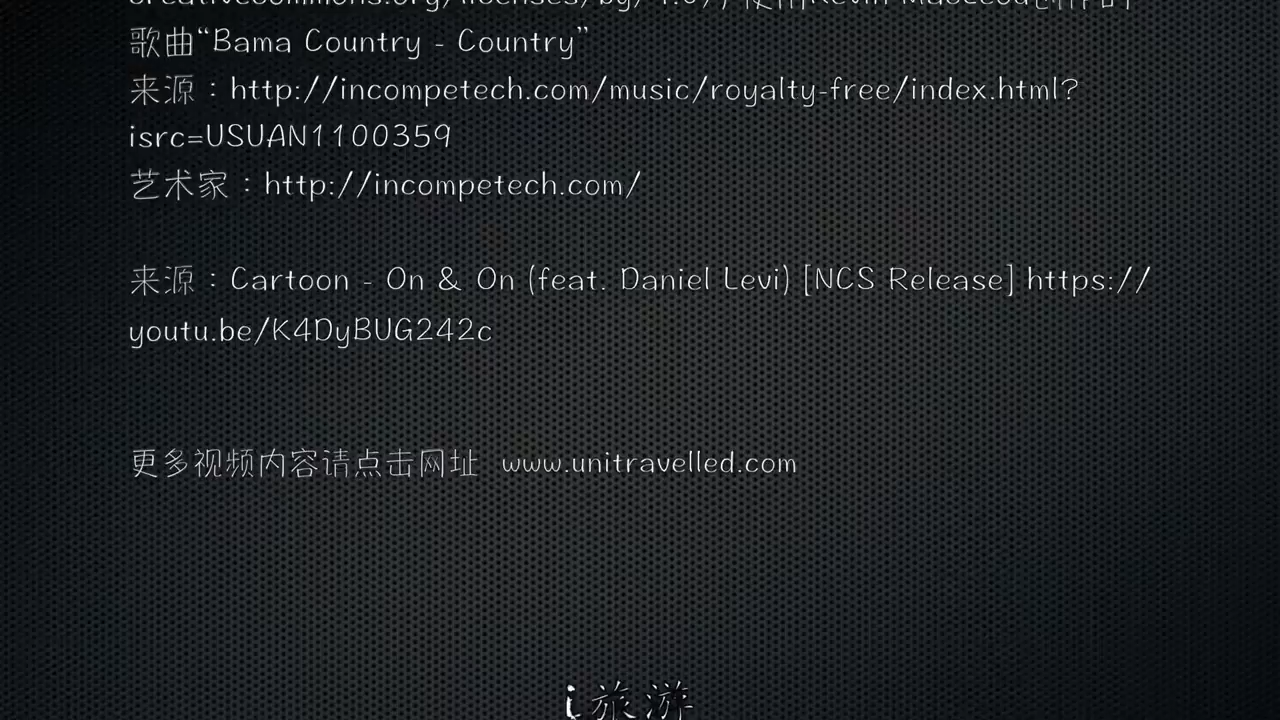 歌曲“Bama Country - Country”
来源：http://incompetech.com/music/royalty-free/index.html?
isrc=USUAN1100359
艺术家：http://incompetech.com/
来源：Cartoon - On & On (feat. Daniel Levi) [NCS Release] https://
youtu.be/K4DyBUG242c
更多视频内容请点击网址 www.unitravelled.com
i旅游